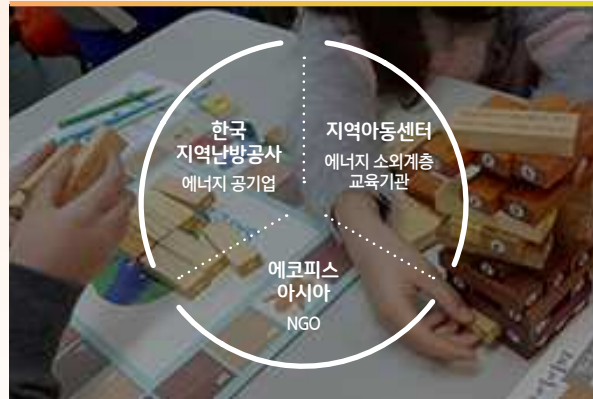 한국
지역난방공사
에너지 공기업
지역아동센터
에너지 소외계층
교육기관
에코피스
아시아
NGO